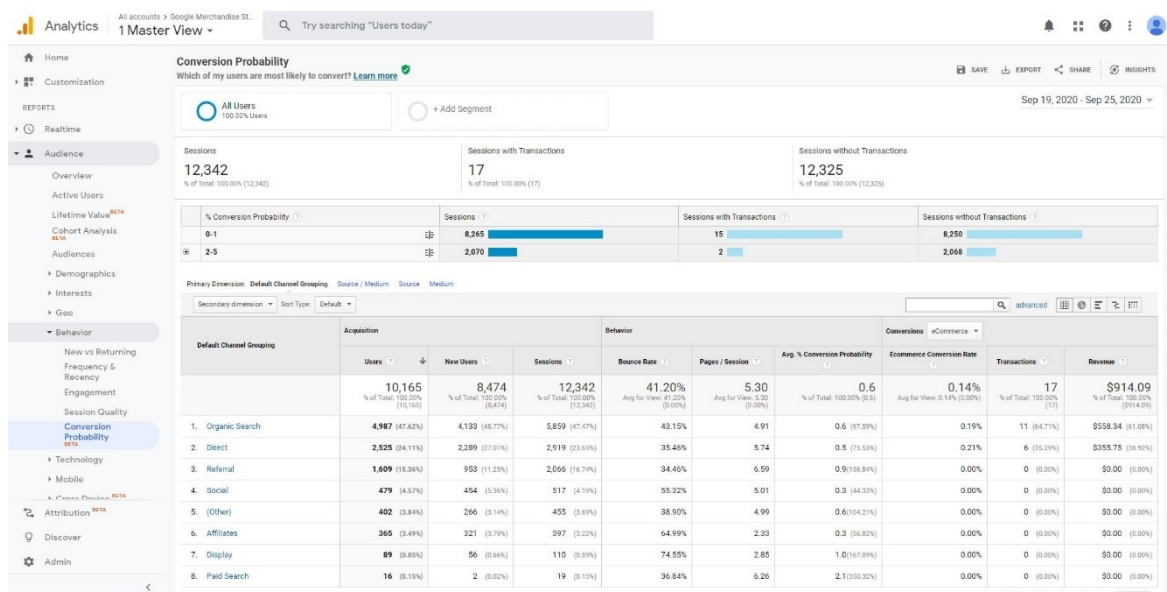 Analytics
All accounts > Google Merchandise St...
1 Master View
Try searching "Users today"
Home
Customization
REPORTS
Realtime
Audience
Overview
Active Users
Lifetime Value BETA
Cohort Analysis
BETA
Audiences
Demographics
Interests
Geo
Behavior
New vs Returning
Frequency &
Recency
Engagement
Session Quality
Conversion
Probability
BETA
Technology
Mobile
Cross Device BETA
Attribution BETA
Discover
Admin
Conversion Probability
Which of my users are most likely to convert? Learn more
SAVE EXPORT SHARE INSIGHTS
All Users
100.00% Users
+ Add Segment
Sep 19, 2020 - Sep 25, 2020
Sessions Sessions with Transactions Sessions without Transactions
12,342 17 12,325
% of Total: 100.00% (12,342) % of Total: 100.00% (17) % of Total: 100.00% (12,325)
% Conversion Probability ? Sessions ? Sessions with Transactions ? Sessions without Transactions ?
0-1 8,265 15 8,250
2-5 2,070 2 2,068
Primary Dimension: Default Channel Grouping Source / Medium Source Medium
Secondary dimension Sort Type: Default advanced
Default Channel Grouping Acquisition Behavior Conversions eCommerce
Users ? New Users ? Sessions ? Bounce Rate ? Pages / Session ? Avg. % Conversion Probability ? Ecommerce Conversion Rate ? Transactions ? Revenue ?
10,165 8,474 12,342 41.20% 5.30 0.6 0.14% 17 $914.09
% of Total: 100.00% (10,165) % of Total: 100.00% (8,474) % of Total: 100.00% (12,342) Avg for View: 41.20% (0.00%) Avg for View: 5.30 (0.00%) % of Total: 100.00% (0.6) Avg for View: 0.14% (0.00%) % of Total: 100.00% (17) % of Total: 100.00% ($914.09)
1. Organic Search 4,987 (47.62%) 4,133 (48.77%) 5,859 (47.47%) 43.15% 4.91 0.6 (97.59%) 0.19% 11 (64.71%) $558.34 (61.08%)
2. Direct 2,525 (24.11%) 2,289 (27.01%) 2,919 (23.65%) 35.46% 5.74 0.5 (75.53%) 0.21% 6 (35.29%) $355.75 (38.92%)
3. Referral 1,609 (15.36%) 953 (11.25%) 2,066 (16.74%) 34.46% 6.59 0.9(156.84%) 0.00% 0 (0.00%) $0.00 (0.00%)
4. Social 479 (4.57%) 454 (5.36%) 517 (4.19%) 55.32% 5.01 0.3 (44.33%) 0.00% 0 (0.00%) $0.00 (0.00%)
5. (Other) 402 (3.84%) 266 (3.14%) 455 (3.69%) 38.90% 4.99 0.6(104.21%) 0.00% 0 (0.00%) $0.00 (0.00%)
6. Affiliates 365 (3.49%) 321 (3.79%) 397 (3.22%) 64.99% 2.33 0.3 (56.82%) 0.00% 0 (0.00%) $0.00 (0.00%)
7. Display 89 (0.85%) 56 (0.66%) 110 (0.89%) 74.55% 2.85 1.0(167.09%) 0.00% 0 (0.00%) $0.00 (0.00%)
8. Paid Search 16 (0.15%) 2 (0.02%) 19 (0.15%) 36.84% 6.26 2.1(350.32%) 0.00% 0 (0.00%) $0.00 (0.00%)